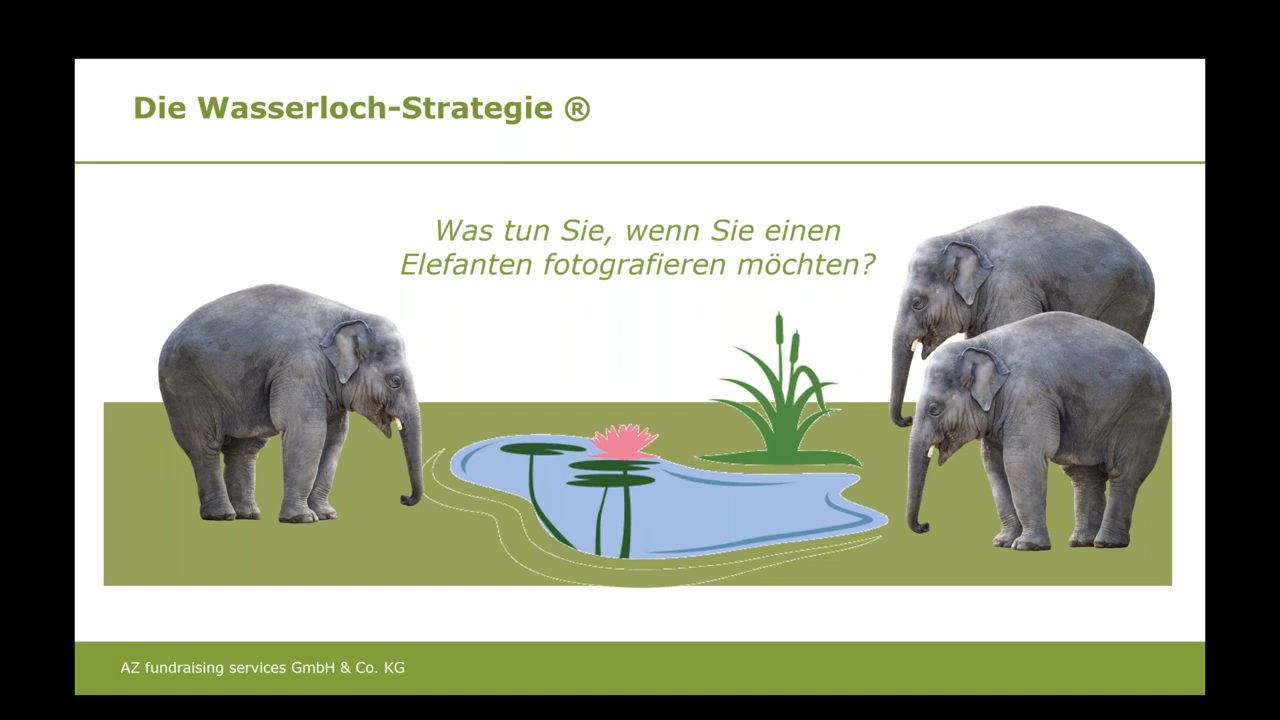 Die Wasserloch-Strategie ®
Was tun Sie, wenn Sie einen
Elefanten fotografieren möchten?
AZ fundraising services GmbH & Co. KG